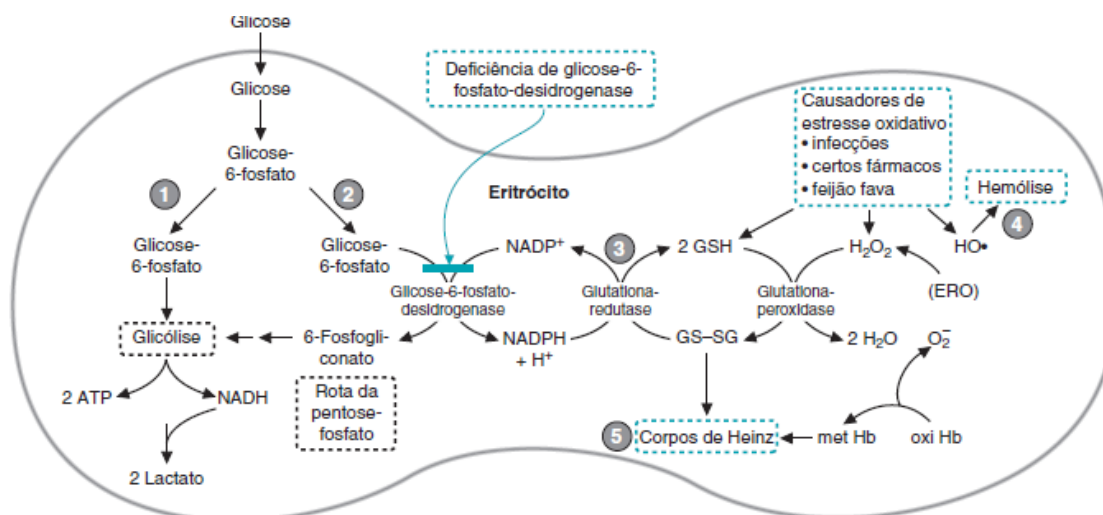 Glicose
Glicose
Glicose-
6-fosfato
1
2
Glicose-
6-fosfato
Glicólise
2 ATP
NADH
2 Lactato
Glicose-
6-fosfato
Deficiência de glicose-6-
fosfato-desidrogenase
Eritrócito
NADP⁺
Glicose-6-fosfato-
desidrogenase
6-Fosfogli-
conato
NADPH
+ H⁺
Rota da
pentose-
fosfato
3
Glutationa-
redutase
2 GSH
GS–SG
Causadores de
estresse oxidativo
• infecções
• certos fármacos
• feijão fava
Hemólise
4
H₂O₂
HO•
(ERO)
Glutationa-
peroxidase
2 H₂O
O₂⁻
5
Corpos de Heinz
met Hb
oxi Hb